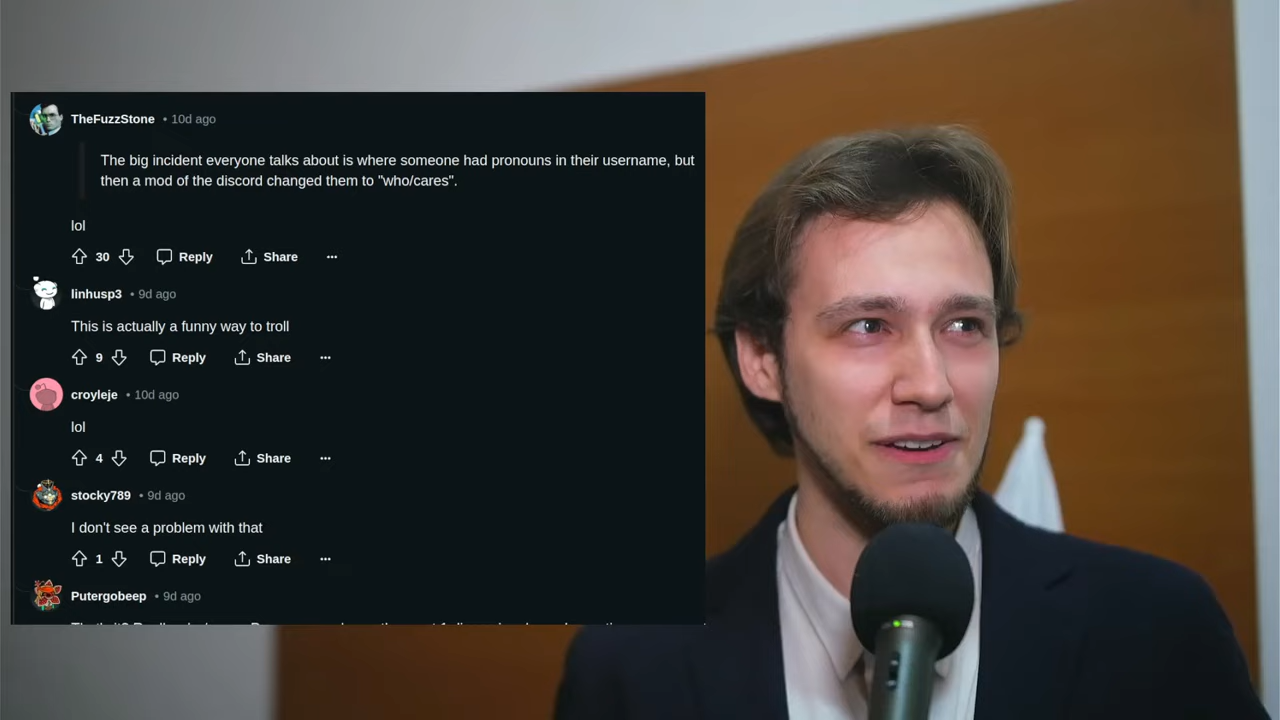 TheFuzzStone • 10d ago
The big incident everyone talks about is where someone had pronouns in their username, but
then a mod of the discord changed them to "who/cares".
lol
30 Reply Share ...
linhusp3 • 9d ago
This is actually a funny way to troll
9 Reply Share ...
croyleje • 10d ago
lol
4 Reply Share ...
stocky789 • 9d ago
I don't see a problem with that
1 Reply Share ...
Putergobeep • 9d ago